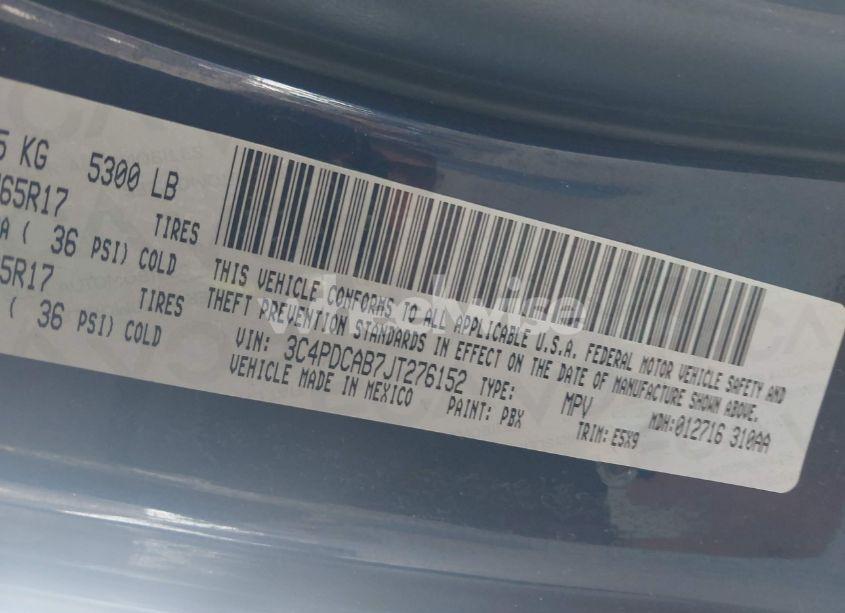 5 KG 5300 LB
65R17 TIRES
A ( 36 PSI) COLD
5R17 TIRES
( 36 PSI) COLD
THIS VEHICLE CONFORMS TO ALL APPLICABLE U.S.A. FEDERAL MOTOR VEHICLE SAFETY AND
THEFT PREVENTION STANDARDS IN EFFECT ON THE DATE OF MANUFACTURE SHOWN ABOVE.
VIN: 3C4PDCAB7JT276152 TYPE: MPV MDH:012716 310AA
VEHICLE MADE IN MEXICO PAINT: PBX TRIM: E5X9